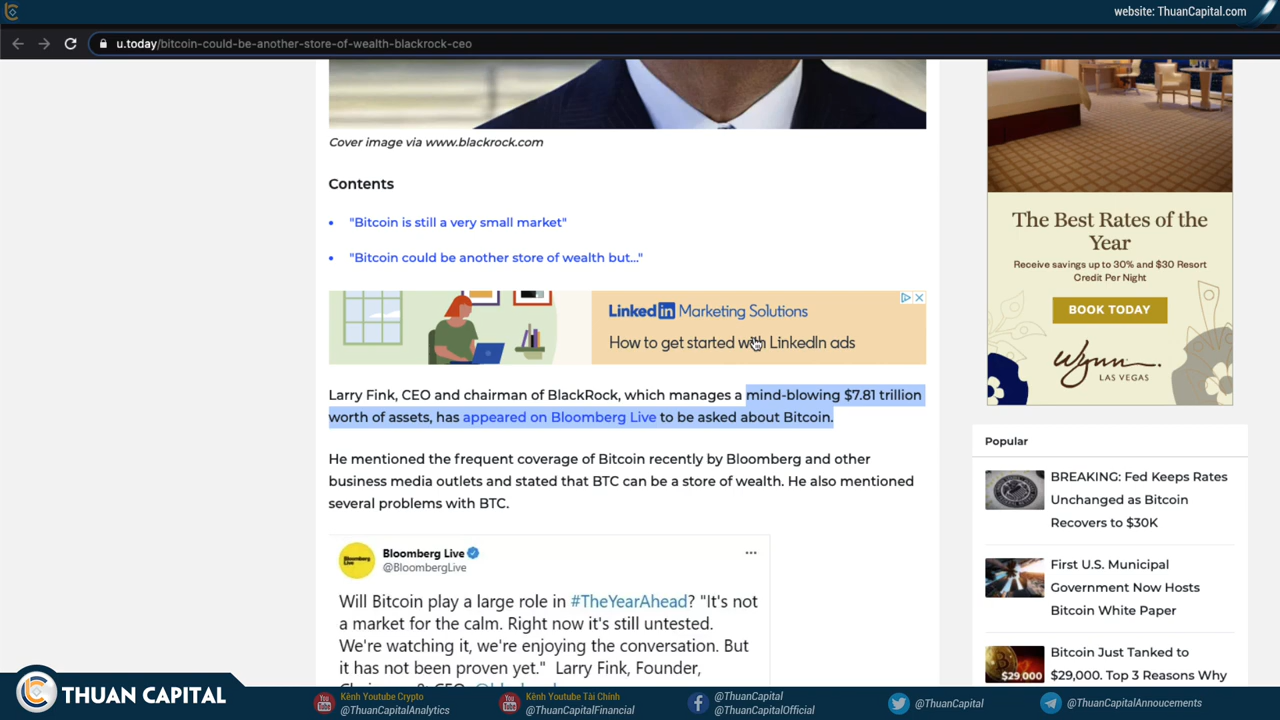 website: ThuanCapital.com
u.today/bitcoin-could-be-another-store-of-wealth-blackrock-ceo
Cover image via www.blackrock.com
Contents
• "Bitcoin is still a very small market"
• "Bitcoin could be another store of wealth but..."
Linkedin Marketing Solutions
How to get started with LinkedIn ads
Larry Fink, CEO and chairman of BlackRock, which manages a mind-blowing $7.81 trillion
worth of assets, has appeared on Bloomberg Live to be asked about Bitcoin.
He mentioned the frequent coverage of Bitcoin recently by Bloomberg and other
business media outlets and stated that BTC can be a store of wealth. He also mentioned
several problems with BTC.
Bloomberg Live
Bloomberg Live
@BloombergLive
Will Bitcoin play a large role in #TheYearAhead? "It's not
a market for the calm. Right now it's still untested.
We're watching it, we're enjoying the conversation. But
it has not been proven yet." Larry Fink, Founder,
The Best Rates of the
Year
Receive savings up to 30% and $30 Resort
Credit Per Night
BOOK TODAY
Wynn
LAS VEGAS
Popular
BREAKING: Fed Keeps Rates
Unchanged as Bitcoin
Recovers to $30K
First U.S. Municipal
Government Now Hosts
Bitcoin White Paper
$29 000
Bitcoin Just Tanked to
$29,000. Top 3 Reasons Why
THUAN CAPITAL
You Tube
Kênh Youtube Crypto
@ThuanCapitalAnalytics
You Tube
Kênh Youtube Tài Chính
@ThuanCapitalFinancial
@ThuanCapital
@ThuanCapitalOfficial
@ThuanCapital
@ThuanCapitalAnnoucements